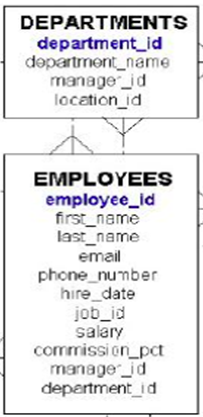 DEPARTMENTS
department_id
department_name
manager_id
location_id
EMPLOYEES
employee_id
first_name
last_name
email
phone_number
hire_date
job_id
salary
commission_pct
manager_id
department_id